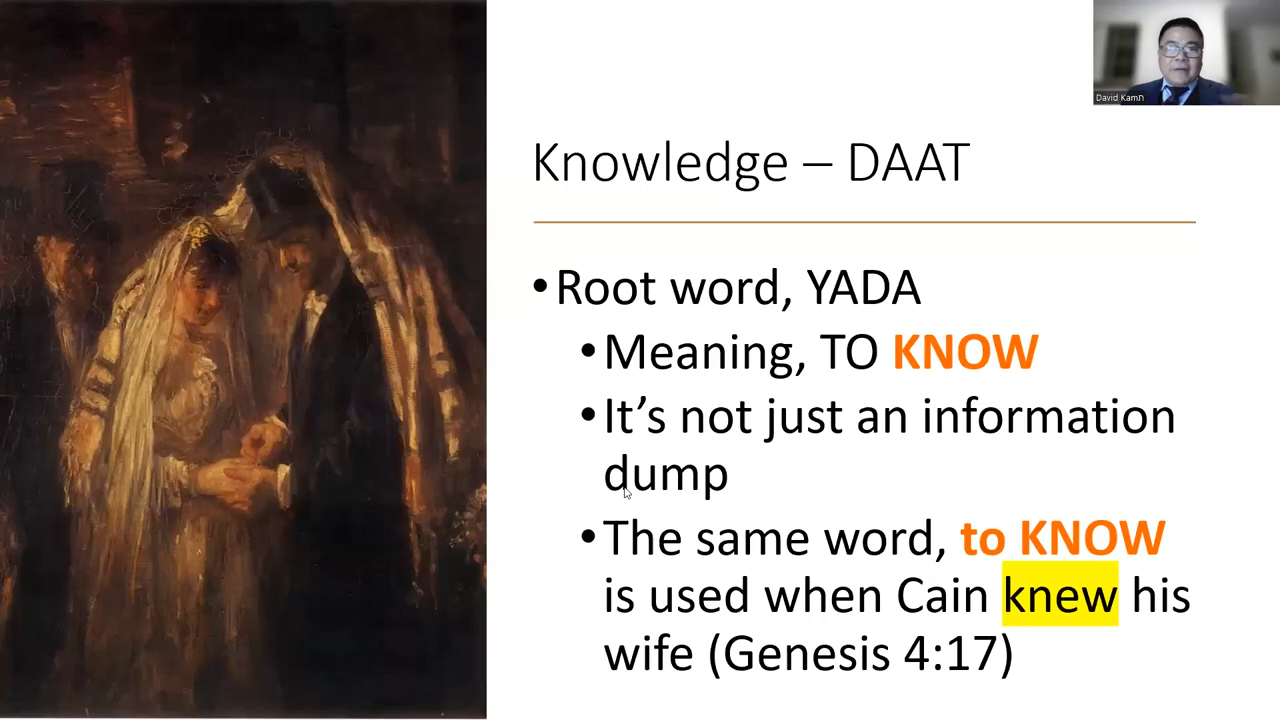 David Kamπ
Knowledge – DAAT
•Root word, YADA
•Meaning, TO KNOW
•It’s not just an information
dump
•The same word, to KNOW
is used when Cain knew his
wife (Genesis 4:17)